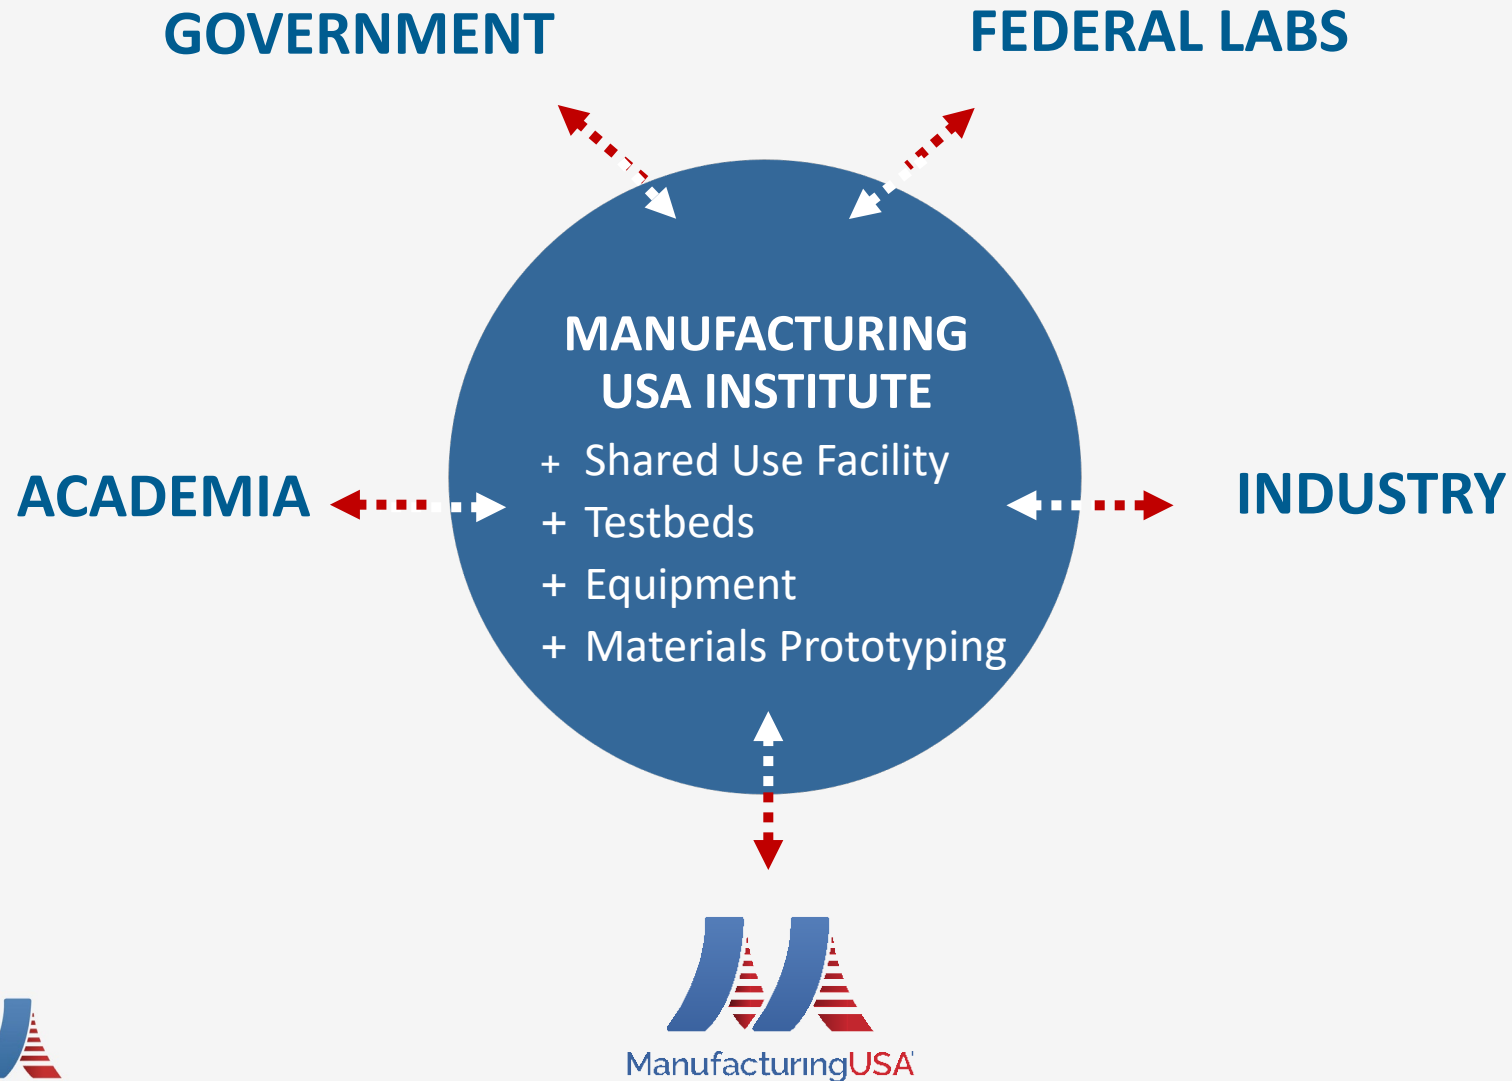 GOVERNMENT
FEDERAL LABS
MANUFACTURING
USA INSTITUTE
+ Shared Use Facility
+ Testbeds
+ Equipment
+ Materials Prototyping
ACADEMIA
INDUSTRY
ManufacturingUSA